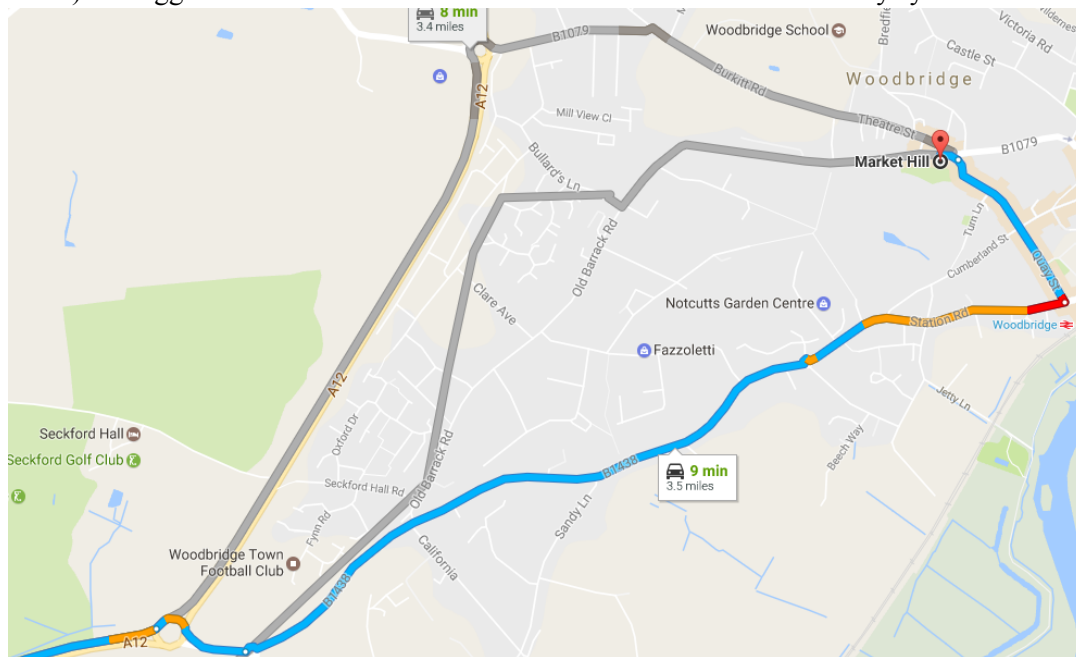 8 min
3.4 miles
B1079
Woodbridge School
Victoria Rd
Castle St
Woodbridge
A12
Burkitt Rd
Mill View Cl
Theatre St
B1079
Market Hill
Bullard's Ln
Turn Ln
Cumberland St
Quay St
Old Barrack Rd
Clare Ave
Notcutts Garden Centre
Station Rd
Woodbridge
Fazzoletti
A12
Jetty Ln
Oxford Dr
Seckford Hall
Seckford Golf Club
Old Barrack Rd
Beech Way
B1438
9 min
3.5 miles
Seckford Hall Rd
Sandy Ln
Fynn Rd
California
Woodbridge Town
Football Club
B1438
A12